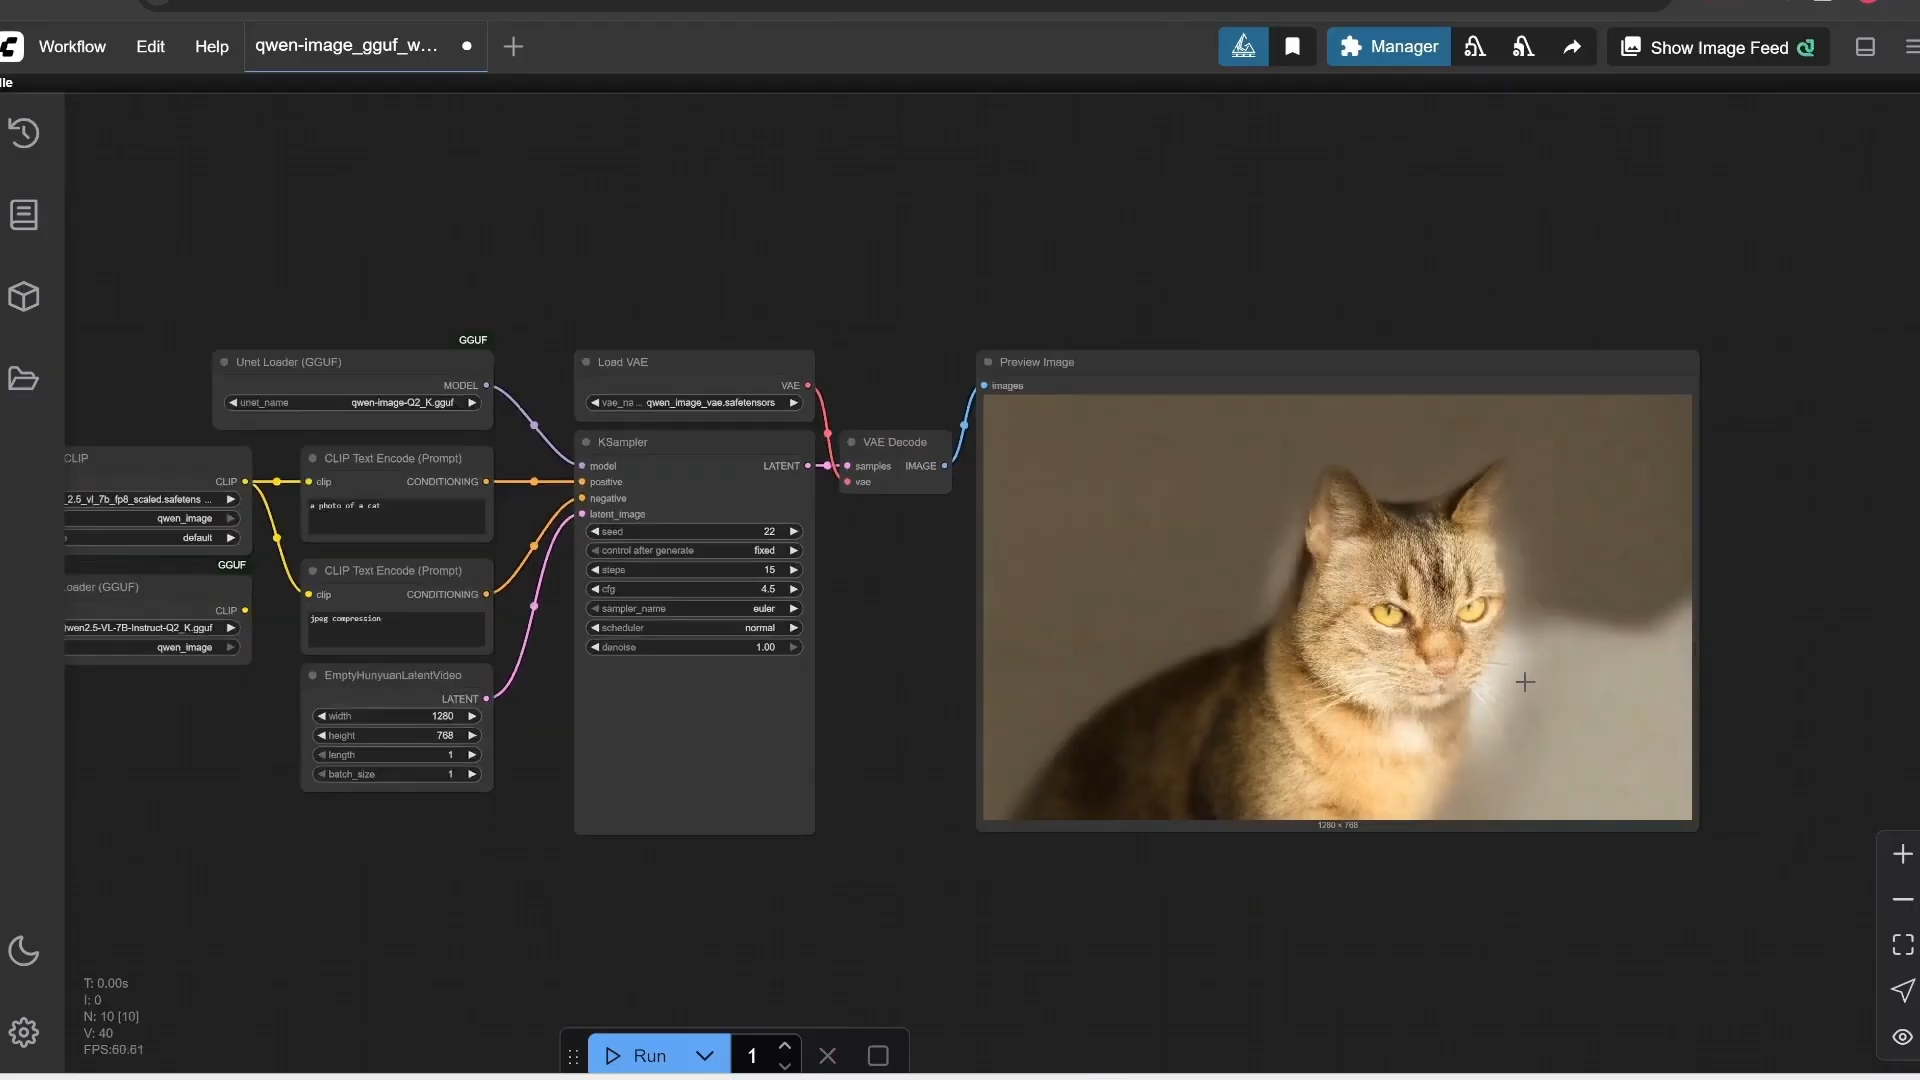 Workflow
Edit
Help
qwen-image_gguf_w...
Manager
Show Image Feed
GGUF
Unet Loader (GGUF)
MODEL
unet_name qwen-image-Q2_K.gguf
Load VAE
VAE
vae_na ... qwen_image_vae.safetensors
Preview Image
images
1280 × 768
CLIP
CLIP
_2.5_vl_7b_fp8_scaled.safetens ...
qwen_image
default
CLIP Text Encode (Prompt)
clip CONDITIONING
a photo of a cat
KSampler
model LATENT
positive
negative
latent_image
seed 22
control after generate fixed
steps 15
cfg 4.5
sampler_name euler
scheduler normal
denoise 1.00
VAE Decode
samples IMAGE
vae
GGUF
oader (GGUF)
CLIP
wen2.5-VL-7B-Instruct-Q2_K.gguf
qwen_image
CLIP Text Encode (Prompt)
clip CONDITIONING
jpeg compression
EmptyHunyuanLatentVideo
LATENT
width 1280
height 768
length 1
batch_size 1
T: 0.00s
I: 0
N: 10 [10]
V: 40
FPS:60.61
Run
1